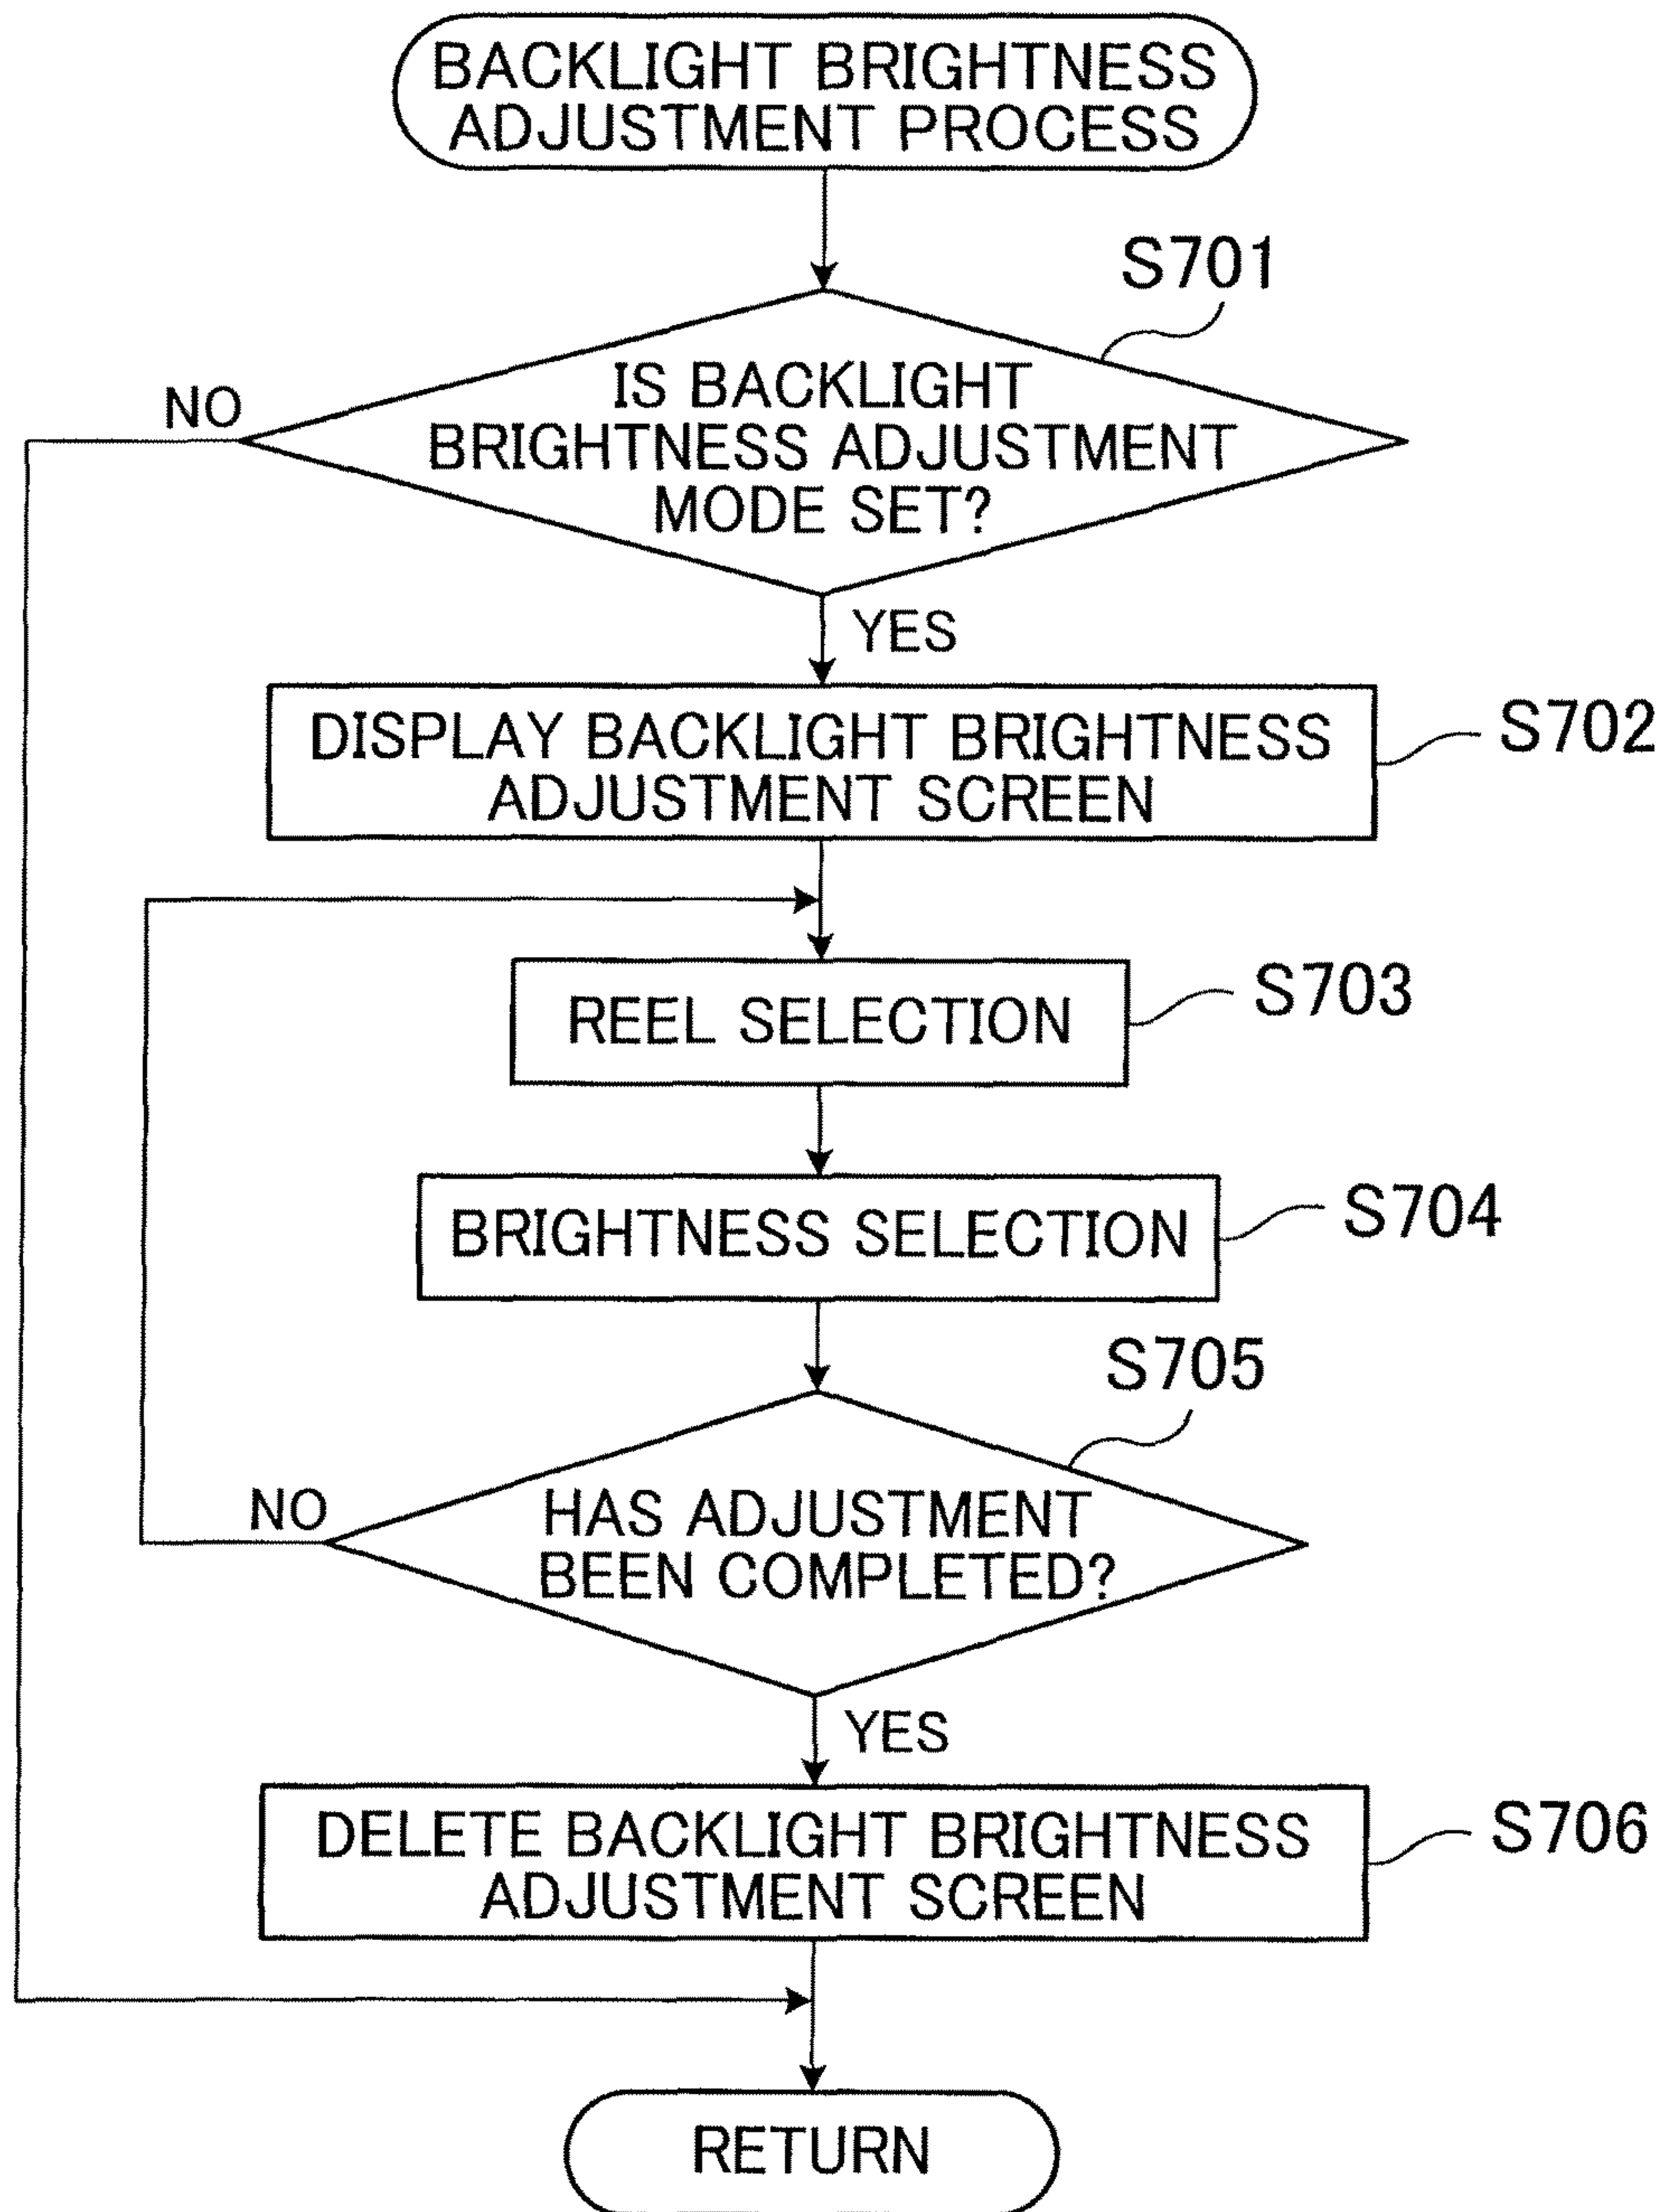 BACKLIGHT BRIGHTNESS
ADJUSTMENT PROCESS
S701
IS BACKLIGHT
BRIGHTNESS ADJUSTMENT
MODE SET?
NO
YES
DISPLAY BACKLIGHT BRIGHTNESS
ADJUSTMENT SCREEN
S702
REEL SELECTION
S703
BRIGHTNESS SELECTION
S704
S705
HAS ADJUSTMENT
BEEN COMPLETED?
NO
YES
DELETE BACKLIGHT BRIGHTNESS
ADJUSTMENT SCREEN
S706
RETURN